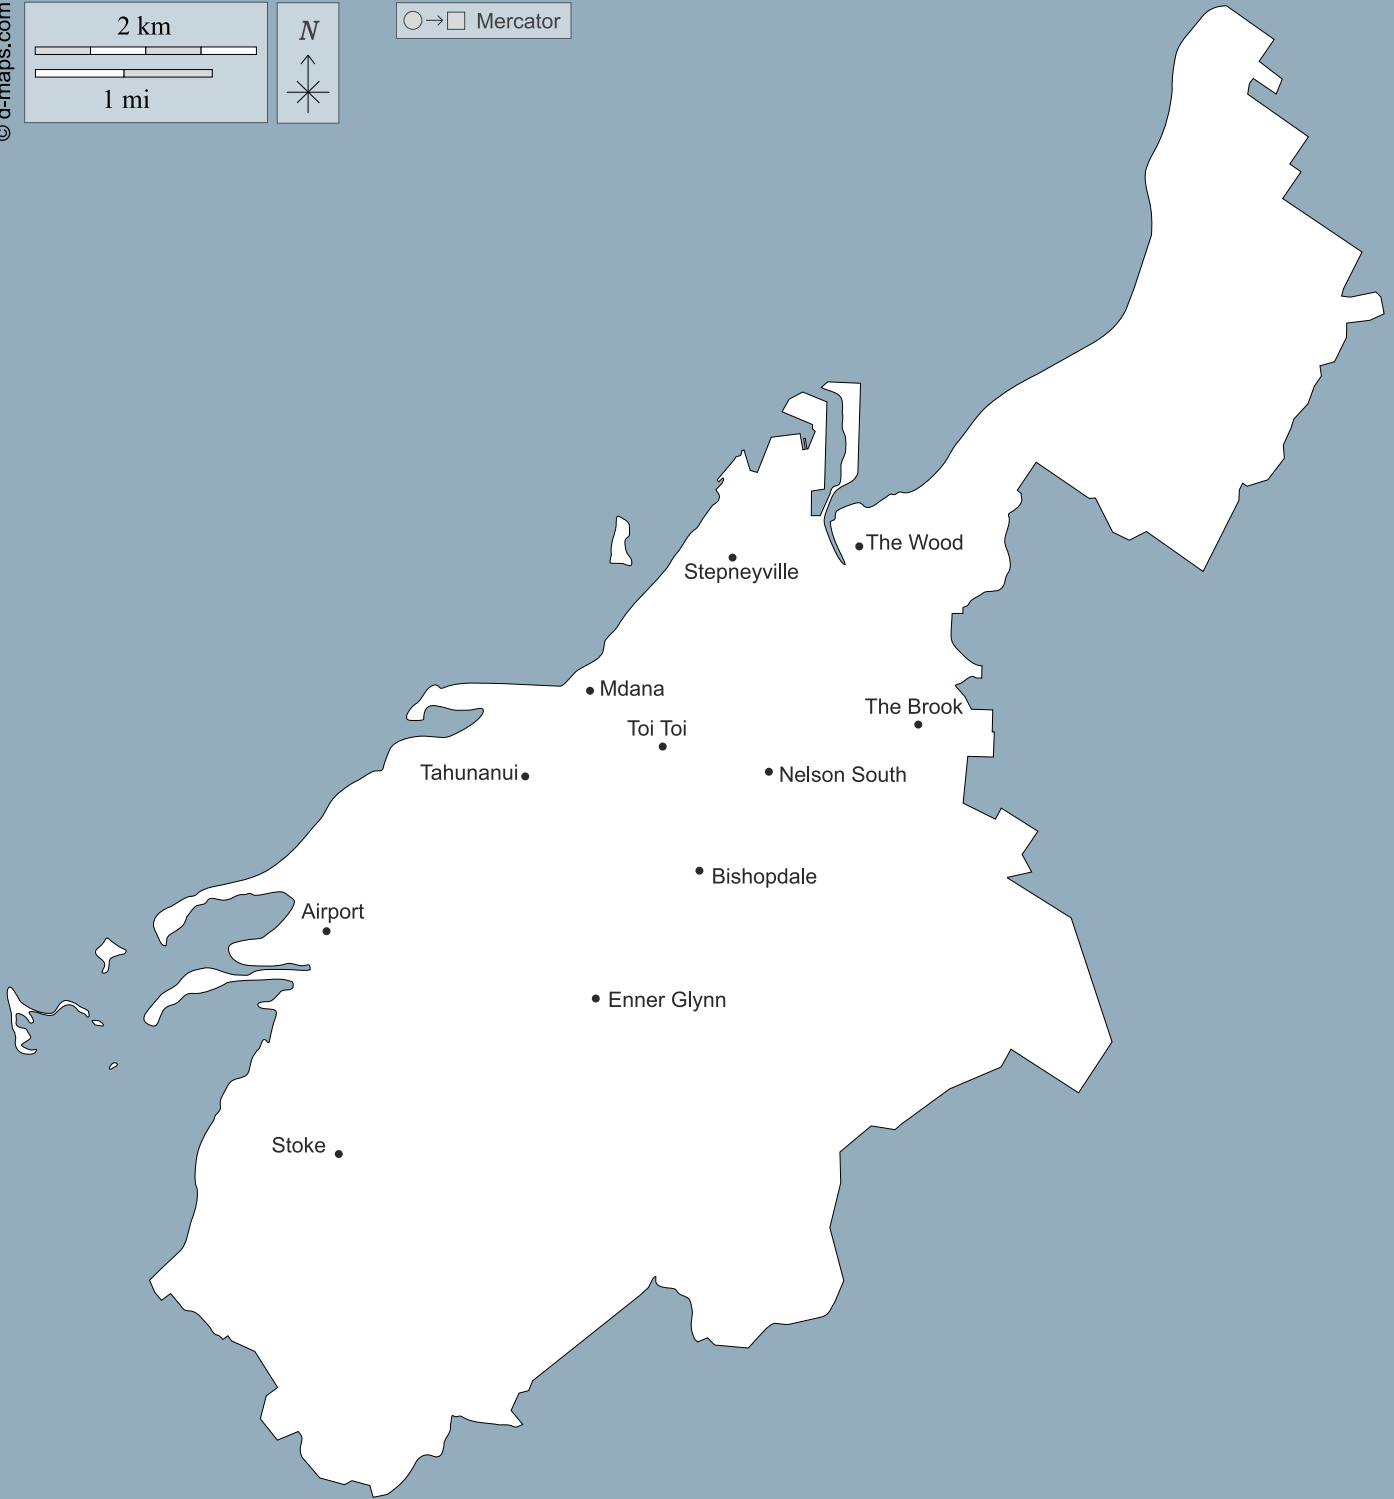 © d-maps.com
2 km
1 mi
N
Mercator
The Wood
Stepneyville
Mdana
The Brook
Toi Toi
Tahunanui
Nelson South
Bishopdale
Airport
Enner Glynn
Stoke